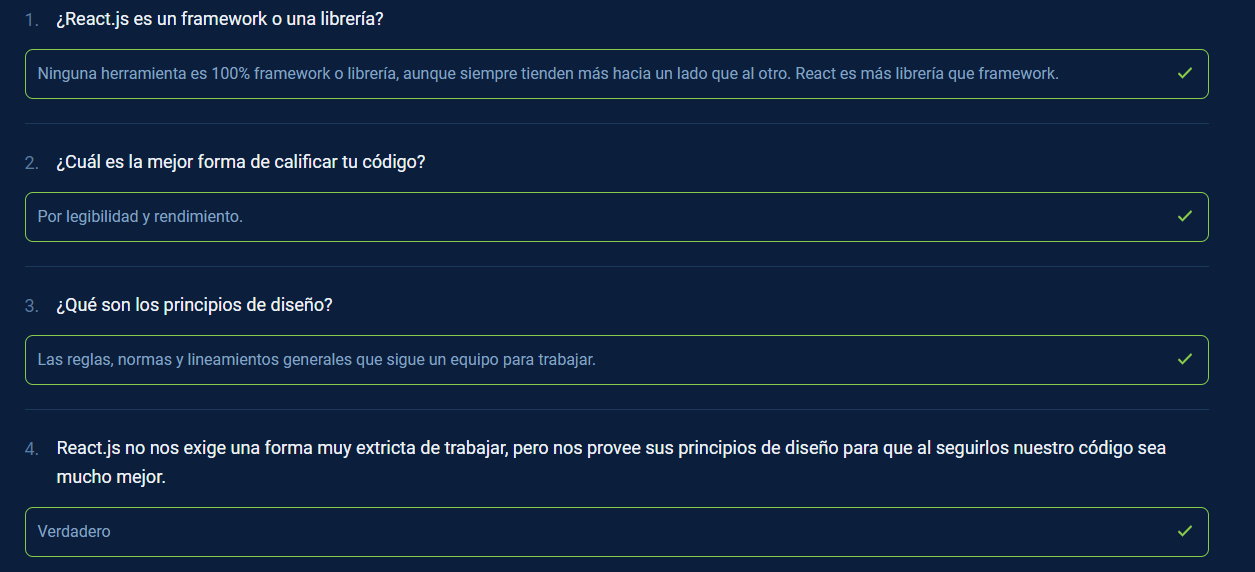 1. ¿React.js es un framework o una librería?
Ninguna herramienta es 100% framework o librería, aunque siempre tienden más hacia un lado que al otro. React es más librería que framework.
2. ¿Cuál es la mejor forma de calificar tu código?
Por legibilidad y rendimiento.
3. ¿Qué son los principios de diseño?
Las reglas, normas y lineamientos generales que sigue un equipo para trabajar.
4. React.js no nos exige una forma muy extricta de trabajar, pero nos provee sus principios de diseño para que al seguirlos nuestro código sea
mucho mejor.
Verdadero